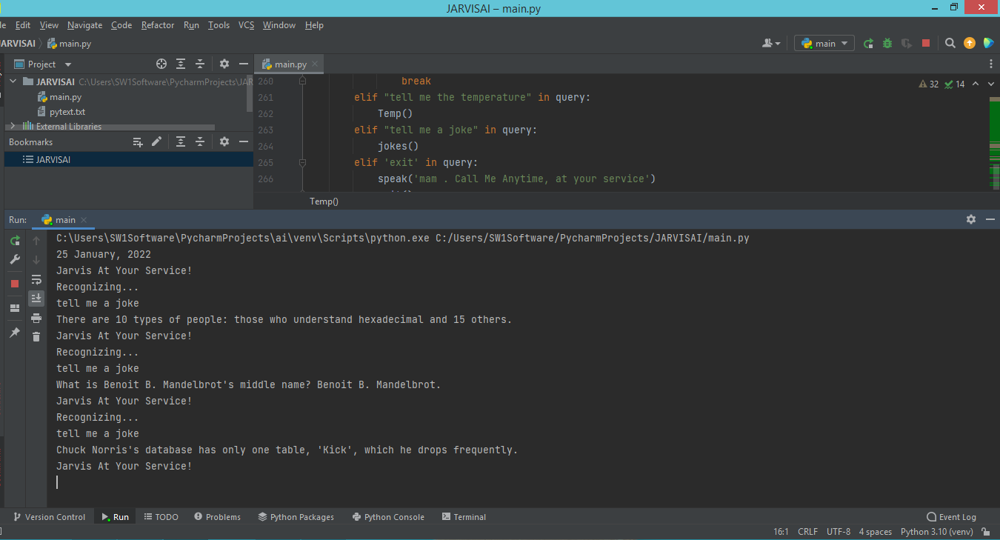 JARVISAI – main.py
Edit View Navigate Code Refactor Run Tools VCS Window Help
JARVISAI main.py
main
Project
main.py
JARVISAI C:\Users\SW1Software\PycharmProjects\JAR
main.py
pytext.txt
External Libraries
Bookmarks
JARVISAI
32 14
260 break
261 elif "tell me the temperature" in query:
262 Temp()
263 elif "tell me a joke" in query:
264 jokes()
265 elif 'exit' in query:
266 speak('mam . Call Me Anytime, at your service')
Temp()
Run: main
C:\Users\SW1Software\PycharmProjects\ai\venv\Scripts\python.exe C:/Users/SW1Software/PycharmProjects/JARVISAI/main.py
25 January, 2022
Jarvis At Your Service!
Recognizing...
tell me a joke
There are 10 types of people: those who understand hexadecimal and 15 others.
Jarvis At Your Service!
Recognizing...
tell me a joke
What is Benoit B. Mandelbrot's middle name? Benoit B. Mandelbrot.
Jarvis At Your Service!
Recognizing...
tell me a joke
Chuck Norris's database has only one table, 'Kick', which he drops frequently.
Jarvis At Your Service!
Version Control Run TODO Problems Python Packages Python Console Terminal Event Log
16:1 CRLF UTF-8 4 spaces Python 3.10 (venv)